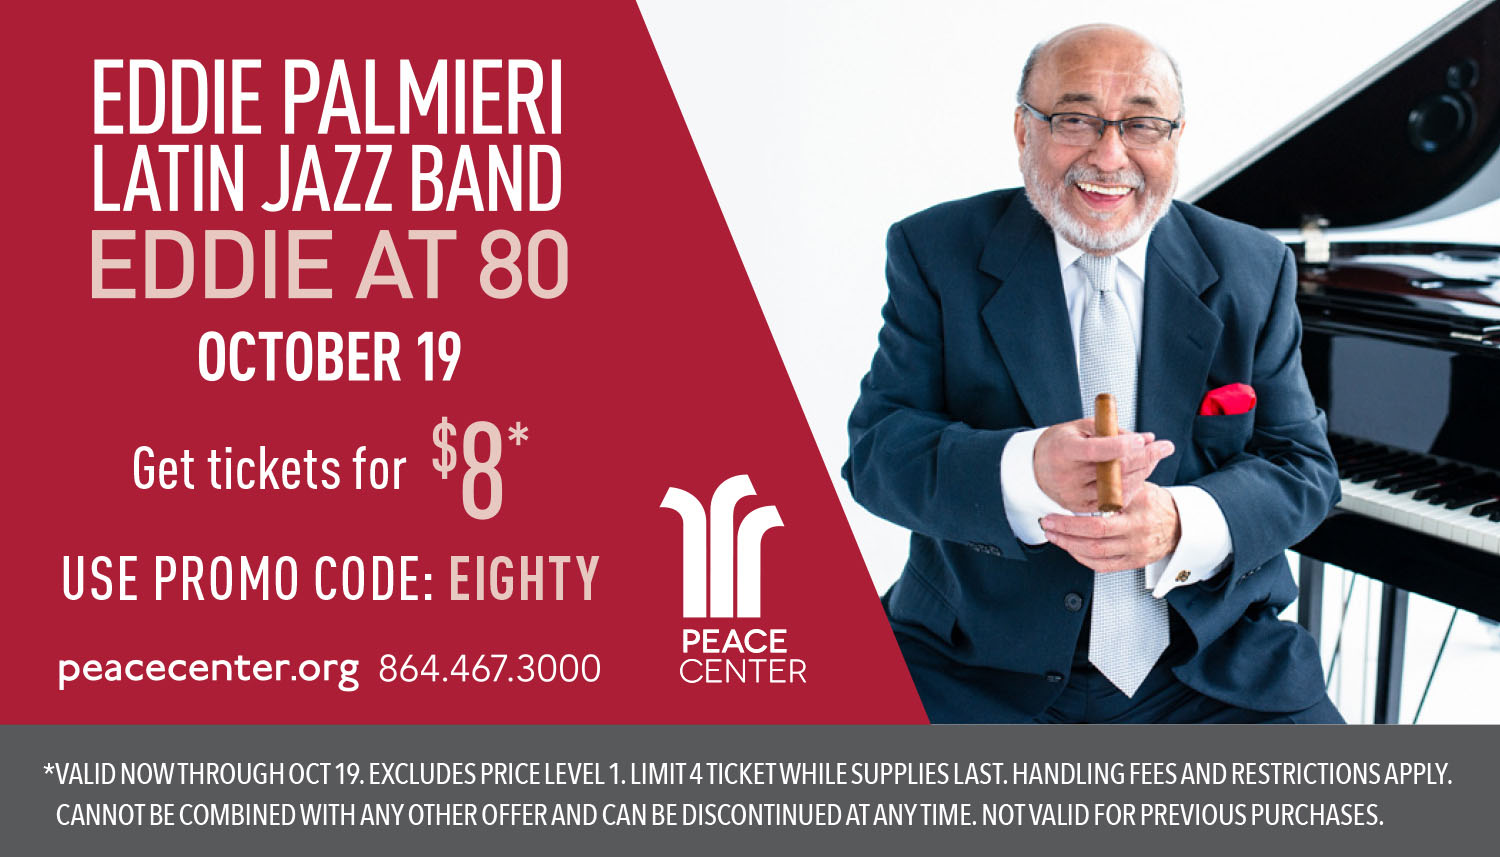 EDDIE PALMIERI
LATIN JAZZ BAND
EDDIE AT 80
OCTOBER 19
Get tickets for $8*
USE PROMO CODE: EIGHTY
peacecenter.org 864.467.3000
PEACE
CENTER
*VALID NOW THROUGH OCT 19. EXCLUDES PRICE LEVEL 1. LIMIT 4 TICKET WHILE SUPPLIES LAST. HANDLING FEES AND RESTRICTIONS APPLY.
CANNOT BE COMBINED WITH ANY OTHER OFFER AND CAN BE DISCONTINUED AT ANY TIME. NOT VALID FOR PREVIOUS PURCHASES.